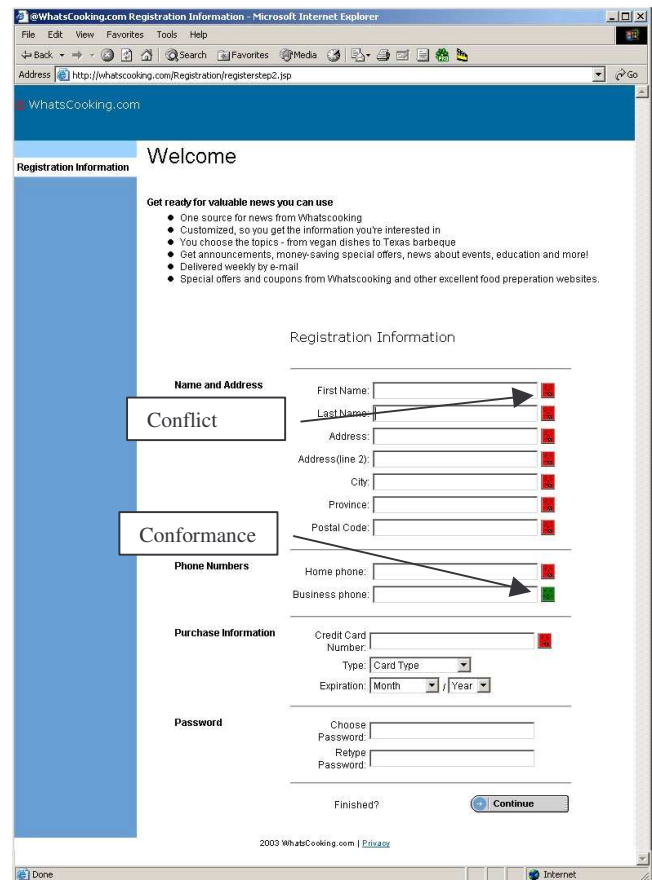 @WhatsCooking.com Registration Information - Microsoft Internet Explorer
File Edit View Favorites Tools Help
Back Search Favorites Media
Address http://whatscooking.com/Registration/registerstep2.jsp Go
WhatsCooking.com
Registration Information
Welcome
Get ready for valuable news you can use
One source for news from Whatscooking
Customized, so you get the information you're interested in
You choose the topics - from vegan dishes to Texas barbeque
Get announcements, money-saving special offers, news about events, education and more!
Delivered weekly by e-mail
Special offers and coupons from Whatscooking and other excellent food preperation websites.
Registration Information
Name and Address
First Name:
Conflict
Last Name:
Address:
Address(line 2):
City:
Province:
Conformance
Postal Code:
Phone Numbers
Home phone:
Business phone:
Purchase Information
Credit Card
Number:
Type: Card Type
Expiration: Month / Year
Password
Choose
Password:
Retype
Password:
Finished? Continue
2003 WhatsCooking.com | Privacy
Done Internet